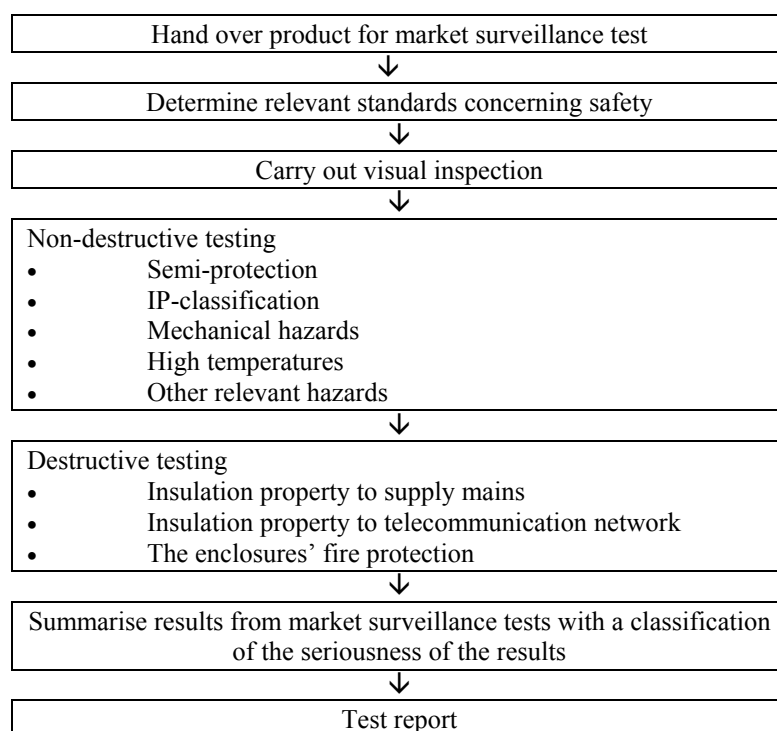 Hand over product for market surveillance test
Determine relevant standards concerning safety
Carry out visual inspection
Non-destructive testing
• Semi-protection
• IP-classification
• Mechanical hazards
• High temperatures
• Other relevant hazards
Destructive testing
• Insulation property to supply mains
• Insulation property to telecommunication network
• The enclosures’ fire protection
Summarise results from market surveillance tests with a classification
of the seriousness of the results
Test report